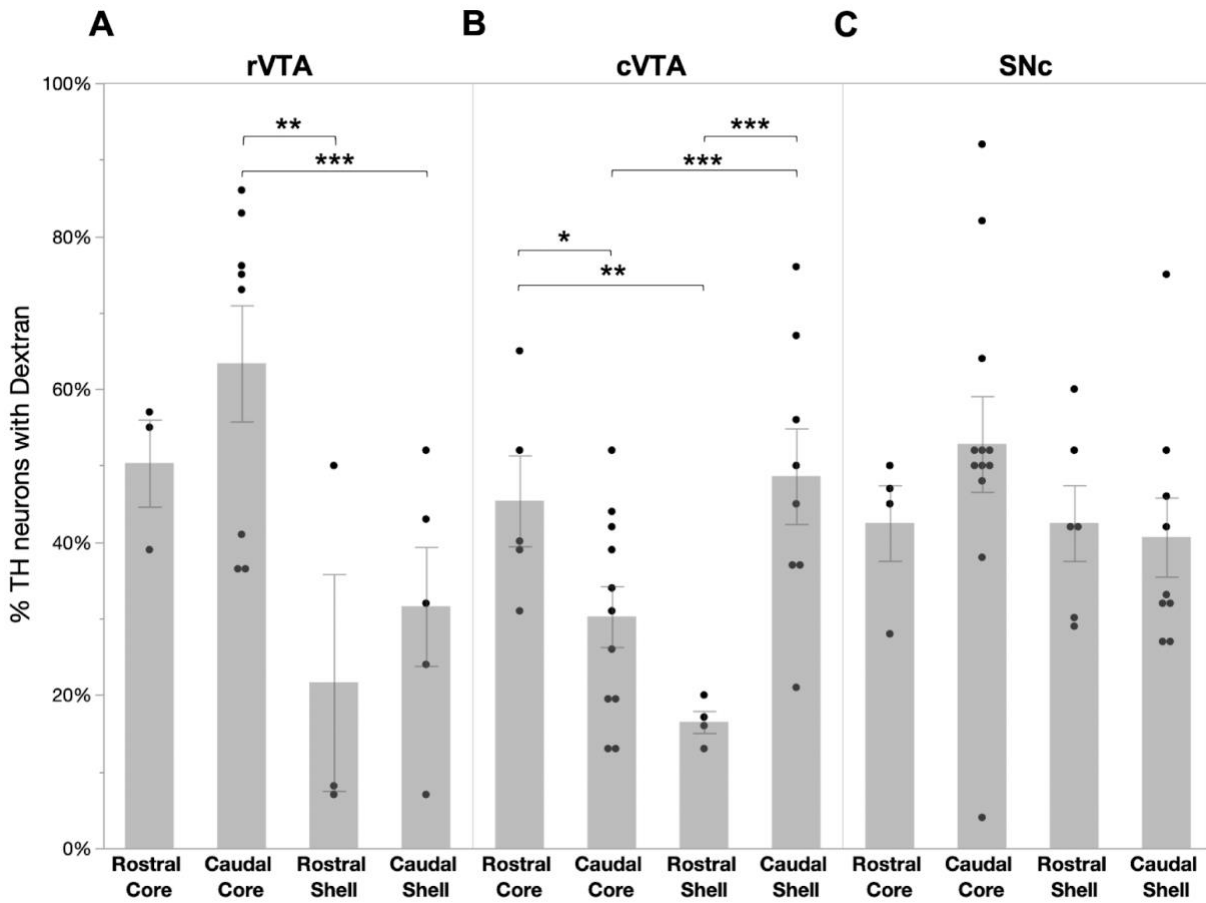 A B C
rVTA cVTA SNc
100%
** ***
*** ***
80%
*
**
% TH neurons with Dextran
60%
40%
20%
0%
Rostral Caudal Rostral Caudal Rostral Caudal Rostral Caudal Rostral Caudal Rostral Caudal
Core Core Shell Shell Core Core Shell Shell Core Core Shell Shell